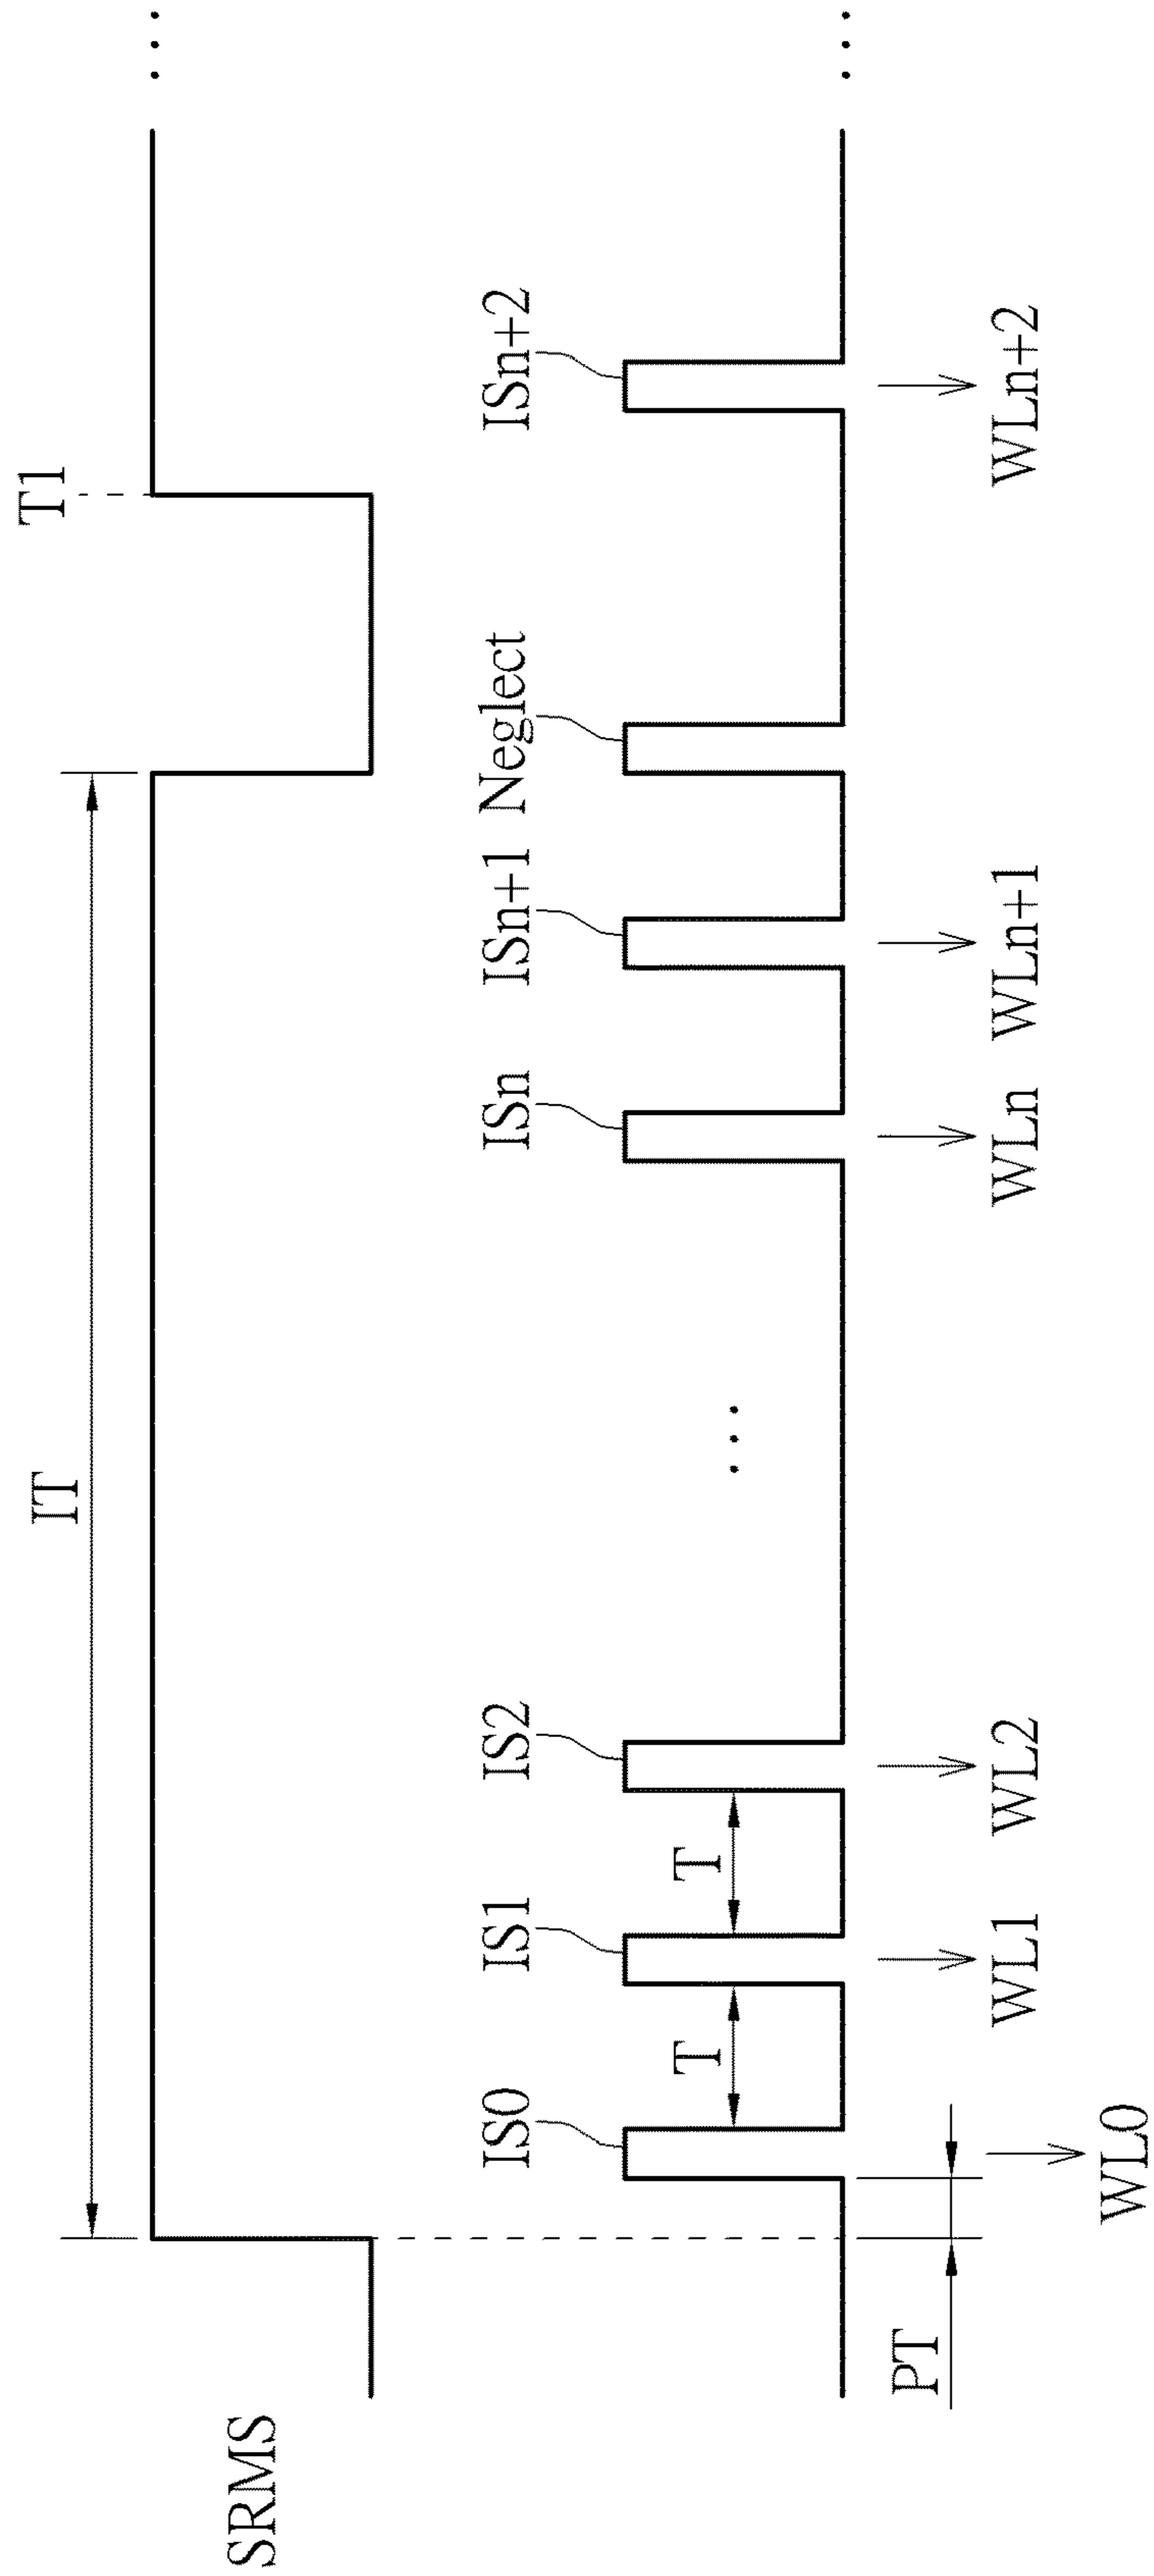 IT
T1
SRMS
IS0
IS1
IS2
ISn
ISn+1
Neglect
ISn+2
T
T
PT
WL0
WL1
WL2
WLn
WLn+1
WLn+2